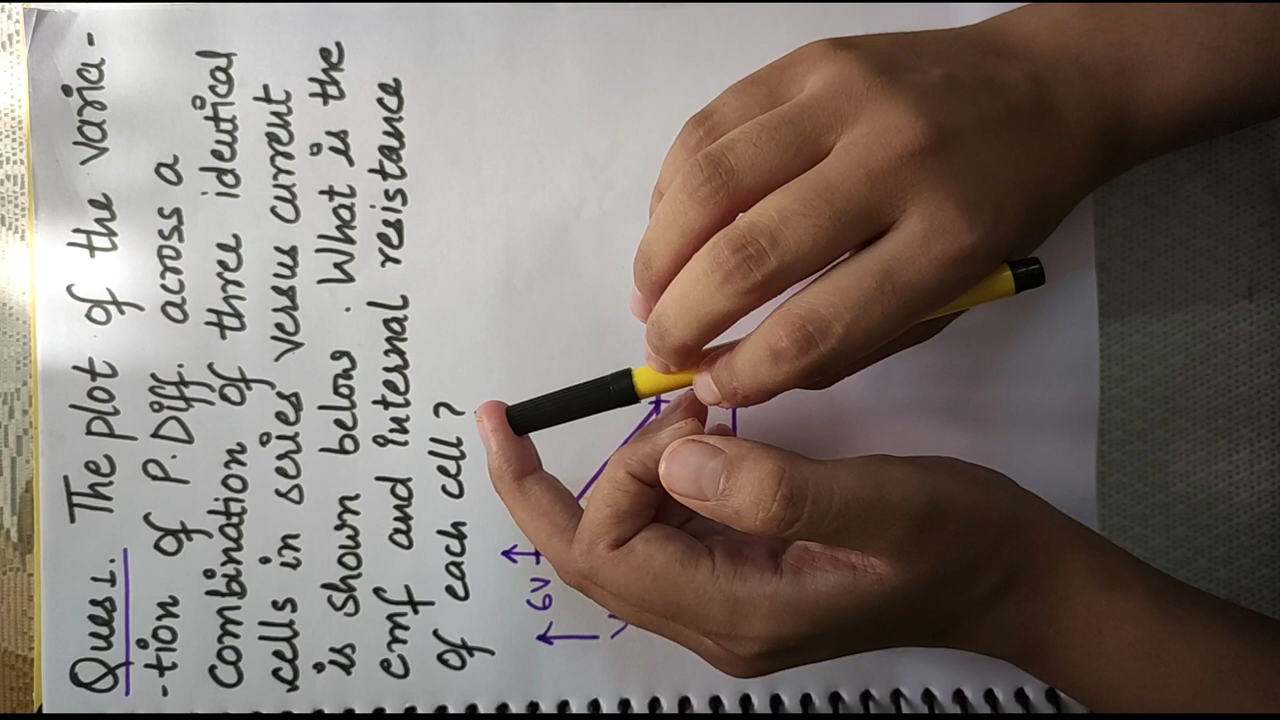 Ques 1. The plot of the varia-
-tion of P.Diff. across a
combination of three identical
cells in series versus current
is shown below. What is the
emf and internal resistance
of each cell?
6V